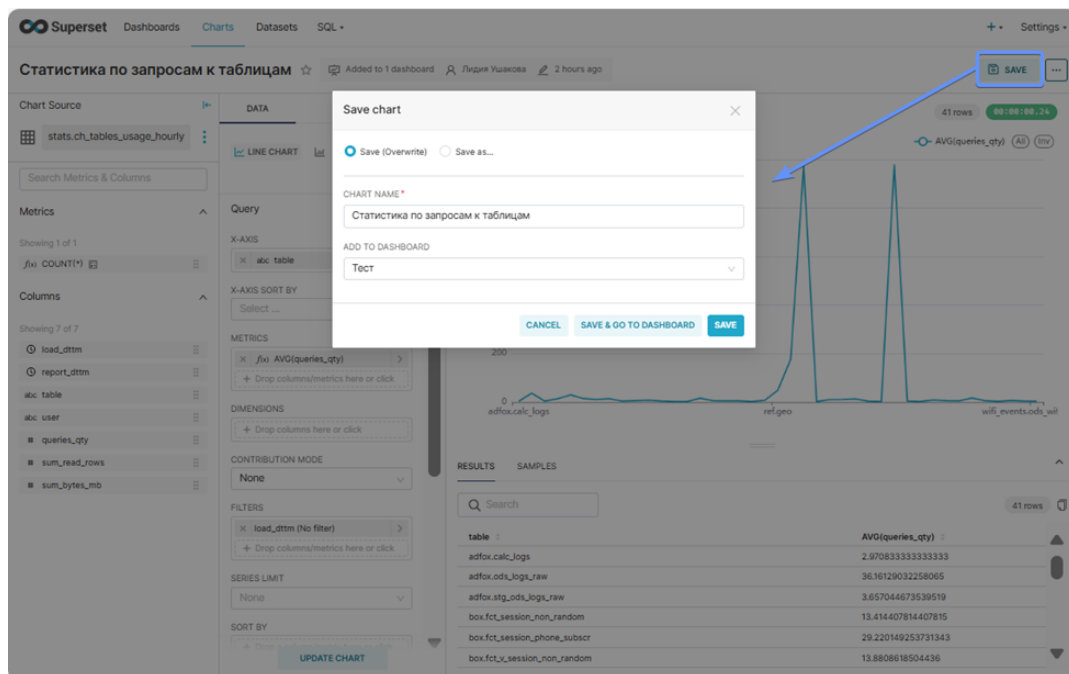 Superset Dashboards Charts Datasets SQL + Settings
Статистика по запросам к таблицам Added to 1 dashboard Лидия Ушакова 2 hours ago SAVE ...
Chart Source
stats.ch_tables_usage_hourly
Search Metrics & Columns
Metrics
Showing 1 of 1
f(x) COUNT(*)
Columns
Showing 7 of 7
load_dttm
report_dttm
abc table
abc user
# queries_qty
# sum_read_rows
# sum_bytes_mb
DATA
LINE CHART
Query
X-AXIS
× abc table
X-AXIS SORT BY
Select ...
METRICS
× f(x) AVG(queries_qty) >
+ Drop columns/metrics here or click
DIMENSIONS
+ Drop columns here or click
CONTRIBUTION MODE
None
FILTERS
× load_dttm (No filter) >
+ Drop columns/metrics here or click
SERIES LIMIT
None
SORT BY
UPDATE CHART
Save chart
Save (Overwrite) Save as...
CHART NAME *
Статистика по запросам к таблицам
ADD TO DASHBOARD
Тест
CANCEL SAVE & GO TO DASHBOARD SAVE
41 rows 00:00:00.24
AVG(queries_qty) All Inv
200
0
adfox.calc_logs ref.geo wifi_events.ods_wif
RESULTS SAMPLES
Search 41 rows
table AVG(queries_qty)
adfox.calc_logs 2.970833333333333
adfox.ods_logs_raw 36.16129032258065
adfox.stg_ods_logs_raw 3.657044673539519
box.fct_session_non_random 13.414407814407815
box.fct_session_phone_subscr 29.220149253731343
box.fct_v_session_non_random 13.8808618504436